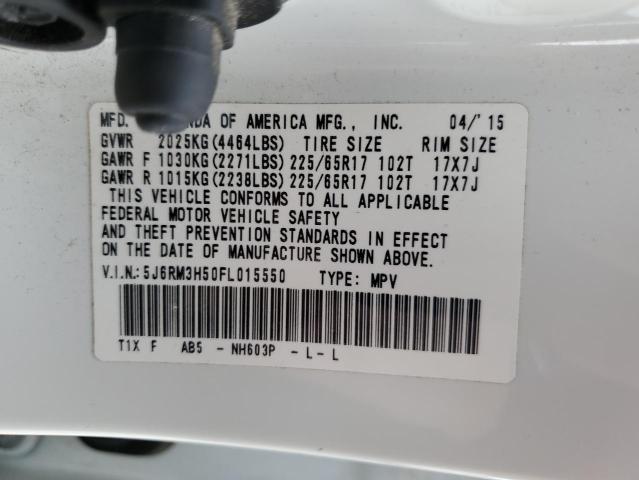 MFD. NDA OF AMERICA MFG., INC. 04/'15
GVWR 2025KG(4464LBS) TIRE SIZE RIM SIZE
GAWR F 1030KG(2271LBS) 225/65R17 102T 17X7J
GAWR R 1015KG(2238LBS) 225/65R17 102T 17X7J
THIS VEHICLE CONFORMS TO ALL APPLICABLE
FEDERAL MOTOR VEHICLE SAFETY
AND THEFT PREVENTION STANDARDS IN EFFECT
ON THE DATE OF MANUFACTURE SHOWN ABOVE.
V.I.N.:5J6RM3H50FL015550 TYPE: MPV
T1X F AB5 - NH603P - L - L